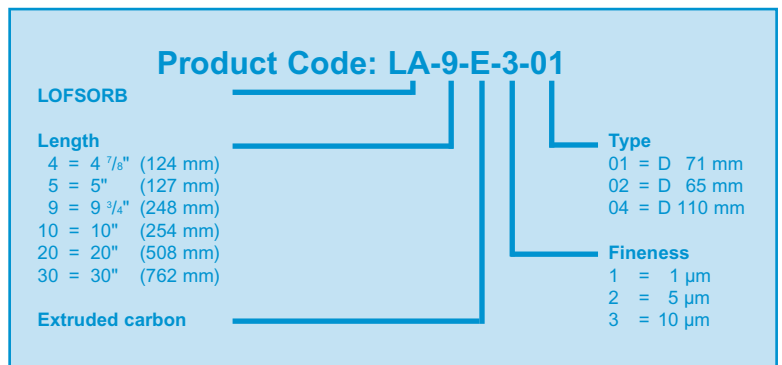 Product Code: LA-9-E-3-01
LOFSORB
Length
4 = 4 7/8" (124 mm)
5 = 5" (127 mm)
9 = 9 3/4" (248 mm)
10 = 10" (254 mm)
20 = 20" (508 mm)
30 = 30" (762 mm)
Extruded carbon
Type
01 = D 71 mm
02 = D 65 mm
04 = D 110 mm
Fineness
1 = 1 µm
2 = 5 µm
3 = 10 µm